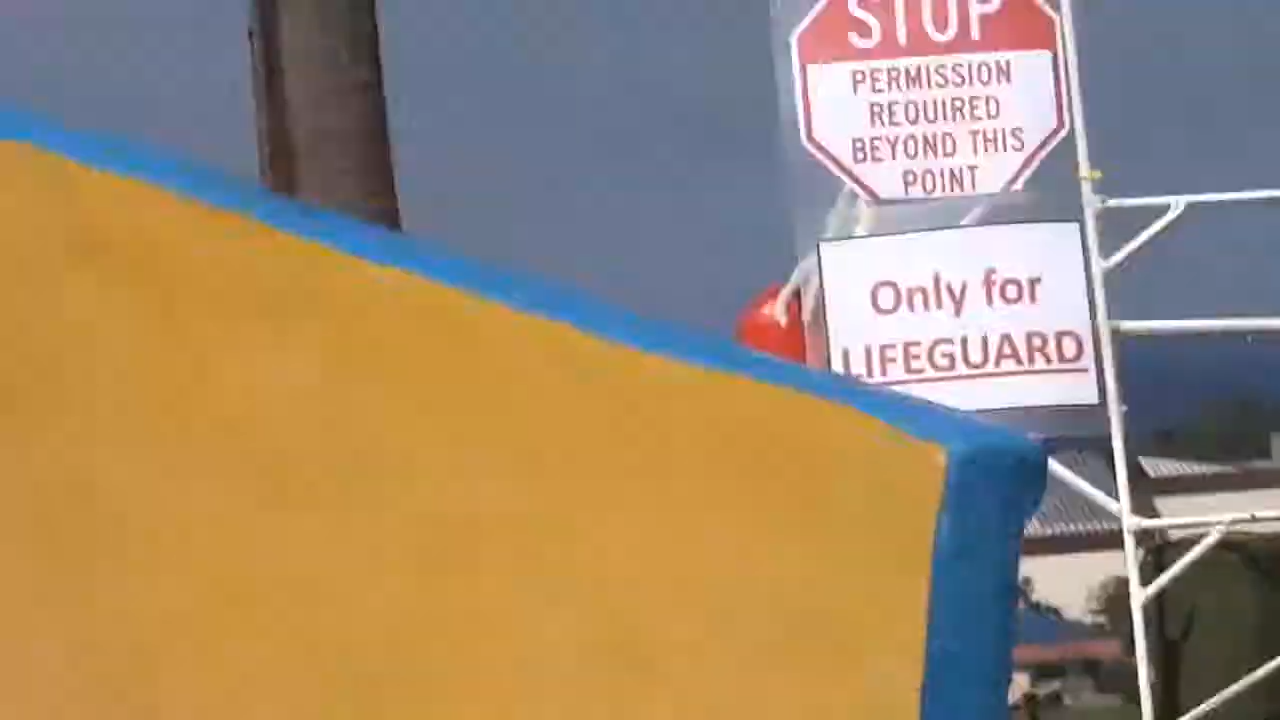 STOP
PERMISSION
REQUIRED
BEYOND THIS
POINT
Only for
LIFEGUARD